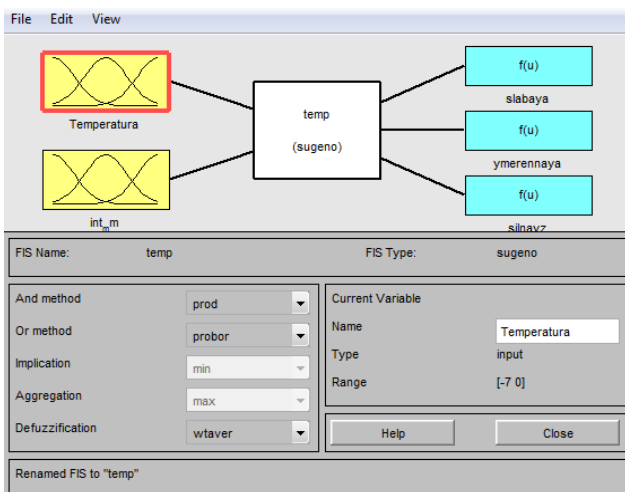 File Edit View
f(u)
slabaya
Temperatura
temp
(sugeno)
f(u)
ymerennaya
int_m m
f(u)
silnayz
FIS Name: temp FIS Type: sugeno
And method prod
Or method probor
Implication min
Aggregation max
Defuzzification wtaver
Current Variable
Name Temperatura
Type input
Range [-7 0]
Help Close
Renamed FIS to "temp"